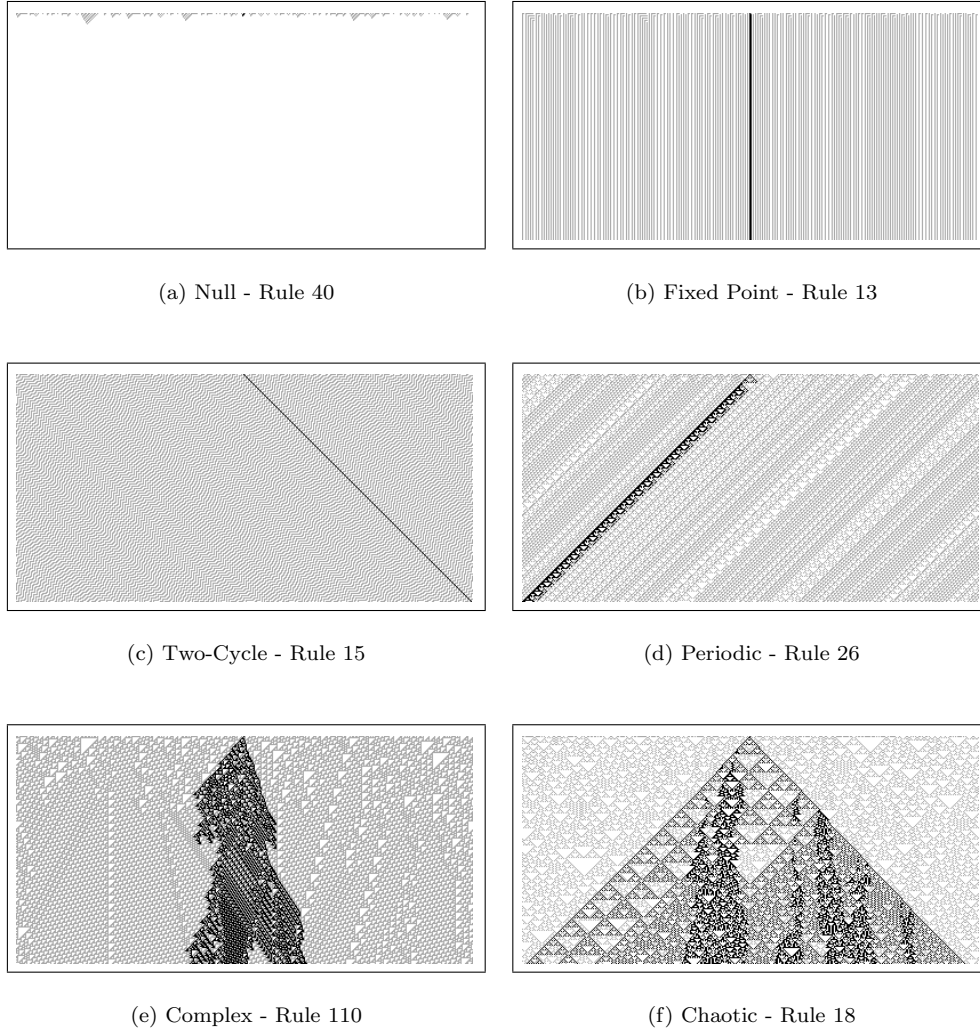 (a) Null - Rule 40
(b) Fixed Point - Rule 13
(c) Two-Cycle - Rule 15
(d) Periodic - Rule 26
(e) Complex - Rule 110
(f) Chaotic - Rule 18